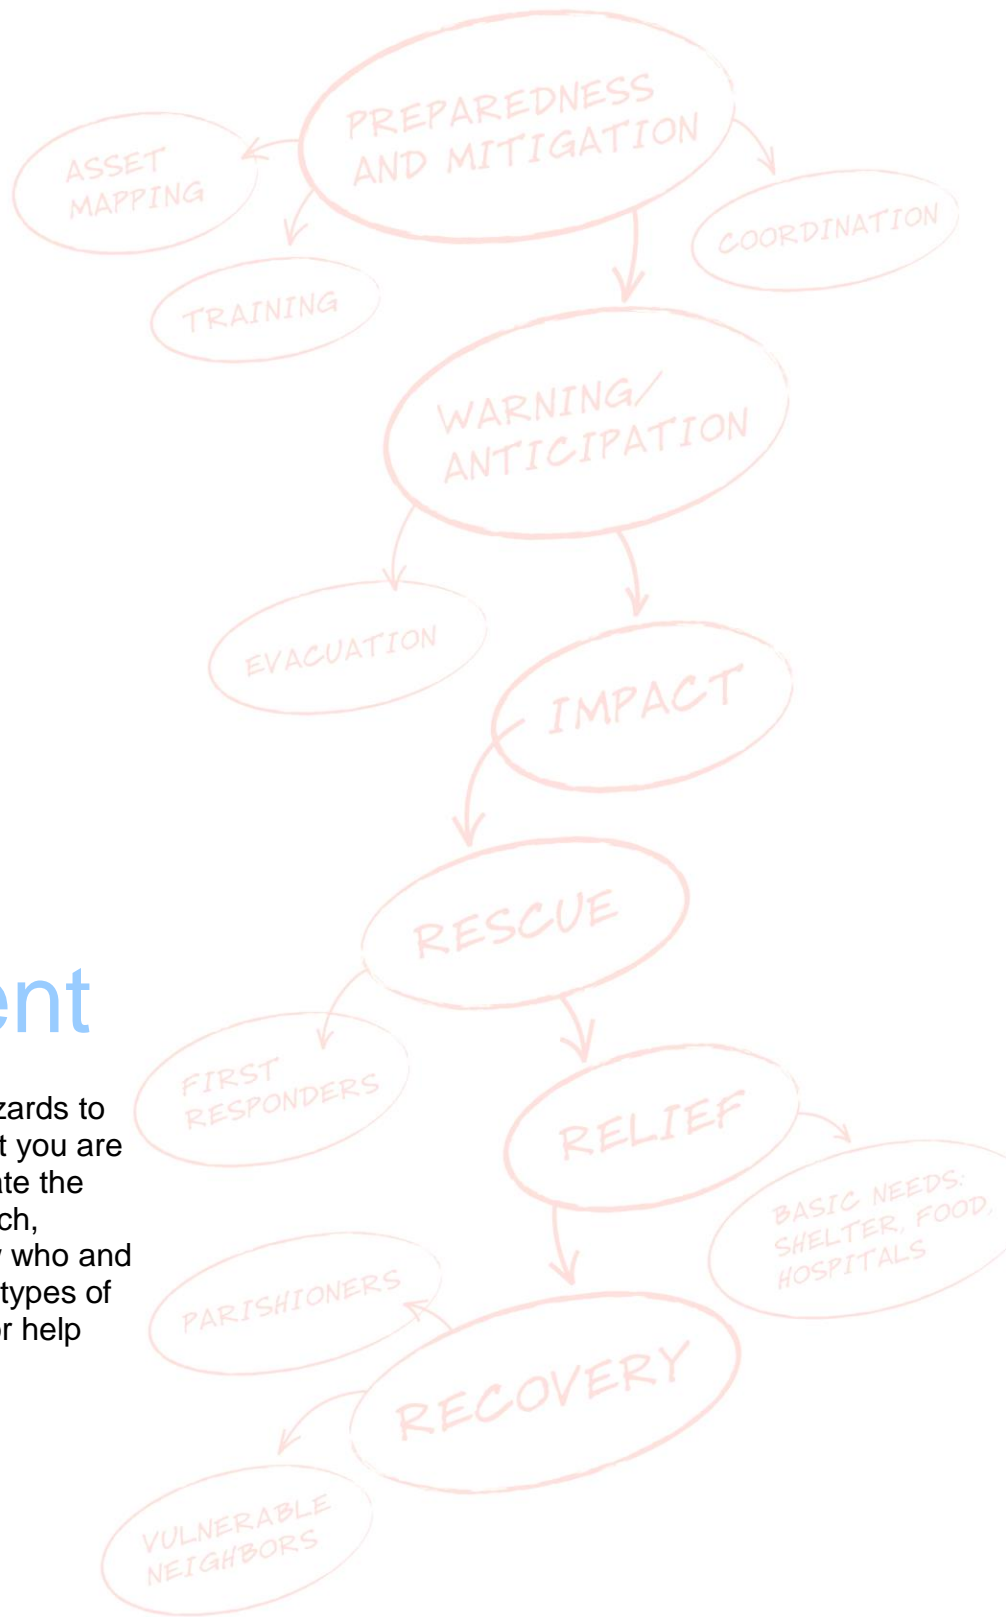 PREPAREDNESS
AND MITIGATION
ASSET
MAPPING
COORDINATION
TRAINING
WARNING/
ANTICIPATION
EVACUATION
IMPACT
RESCUE
ent
FIRST
RESPONDERS
zards to
t you are
ate the
ch,
who and
types of
or help
RELIEF
BASIC NEEDS:
SHELTER, FOOD,
HOSPITALS
PARISHIONERS
RECOVERY
VULNERABLE
NEIGHBORS